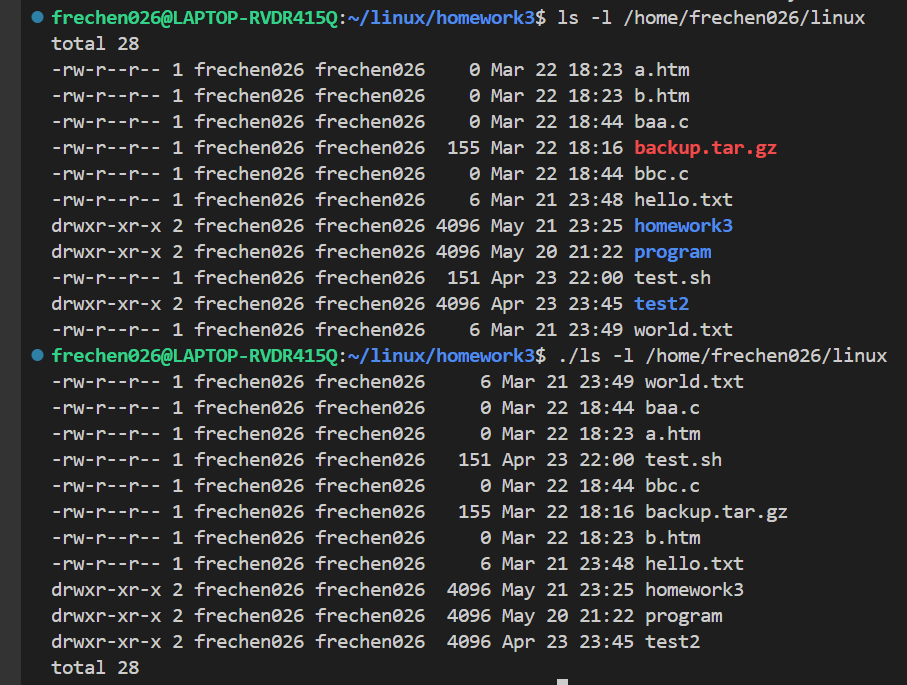 frechen026@LAPTOP-RVDR415Q:~/linux/homework3$ ls -l /home/frechen026/linux
total 28
-rw-r--r-- 1 frechen026 frechen026    0 Mar 22 18:23 a.htm
-rw-r--r-- 1 frechen026 frechen026    0 Mar 22 18:23 b.htm
-rw-r--r-- 1 frechen026 frechen026    0 Mar 22 18:44 baa.c
-rw-r--r-- 1 frechen026 frechen026  155 Mar 22 18:16 backup.tar.gz
-rw-r--r-- 1 frechen026 frechen026    0 Mar 22 18:44 bbc.c
-rw-r--r-- 1 frechen026 frechen026    6 Mar 21 23:48 hello.txt
drwxr-xr-x 2 frechen026 frechen026 4096 May 21 23:25 homework3
drwxr-xr-x 2 frechen026 frechen026 4096 May 20 21:22 program
-rw-r--r-- 1 frechen026 frechen026  151 Apr 23 22:00 test.sh
drwxr-xr-x 2 frechen026 frechen026 4096 Apr 23 23:45 test2
-rw-r--r-- 1 frechen026 frechen026    6 Mar 21 23:49 world.txt
frechen026@LAPTOP-RVDR415Q:~/linux/homework3$ ./ls -l /home/frechen026/linux
-rw-r--r-- 1 frechen026 frechen026     6 Mar 21 23:49 world.txt
-rw-r--r-- 1 frechen026 frechen026     0 Mar 22 18:44 baa.c
-rw-r--r-- 1 frechen026 frechen026     0 Mar 22 18:23 a.htm
-rw-r--r-- 1 frechen026 frechen026   151 Apr 23 22:00 test.sh
-rw-r--r-- 1 frechen026 frechen026     0 Mar 22 18:44 bbc.c
-rw-r--r-- 1 frechen026 frechen026   155 Mar 22 18:16 backup.tar.gz
-rw-r--r-- 1 frechen026 frechen026     0 Mar 22 18:23 b.htm
-rw-r--r-- 1 frechen026 frechen026     6 Mar 21 23:48 hello.txt
drwxr-xr-x 2 frechen026 frechen026  4096 May 21 23:25 homework3
drwxr-xr-x 2 frechen026 frechen026  4096 May 20 21:22 program
drwxr-xr-x 2 frechen026 frechen026  4096 Apr 23 23:45 test2
total 28